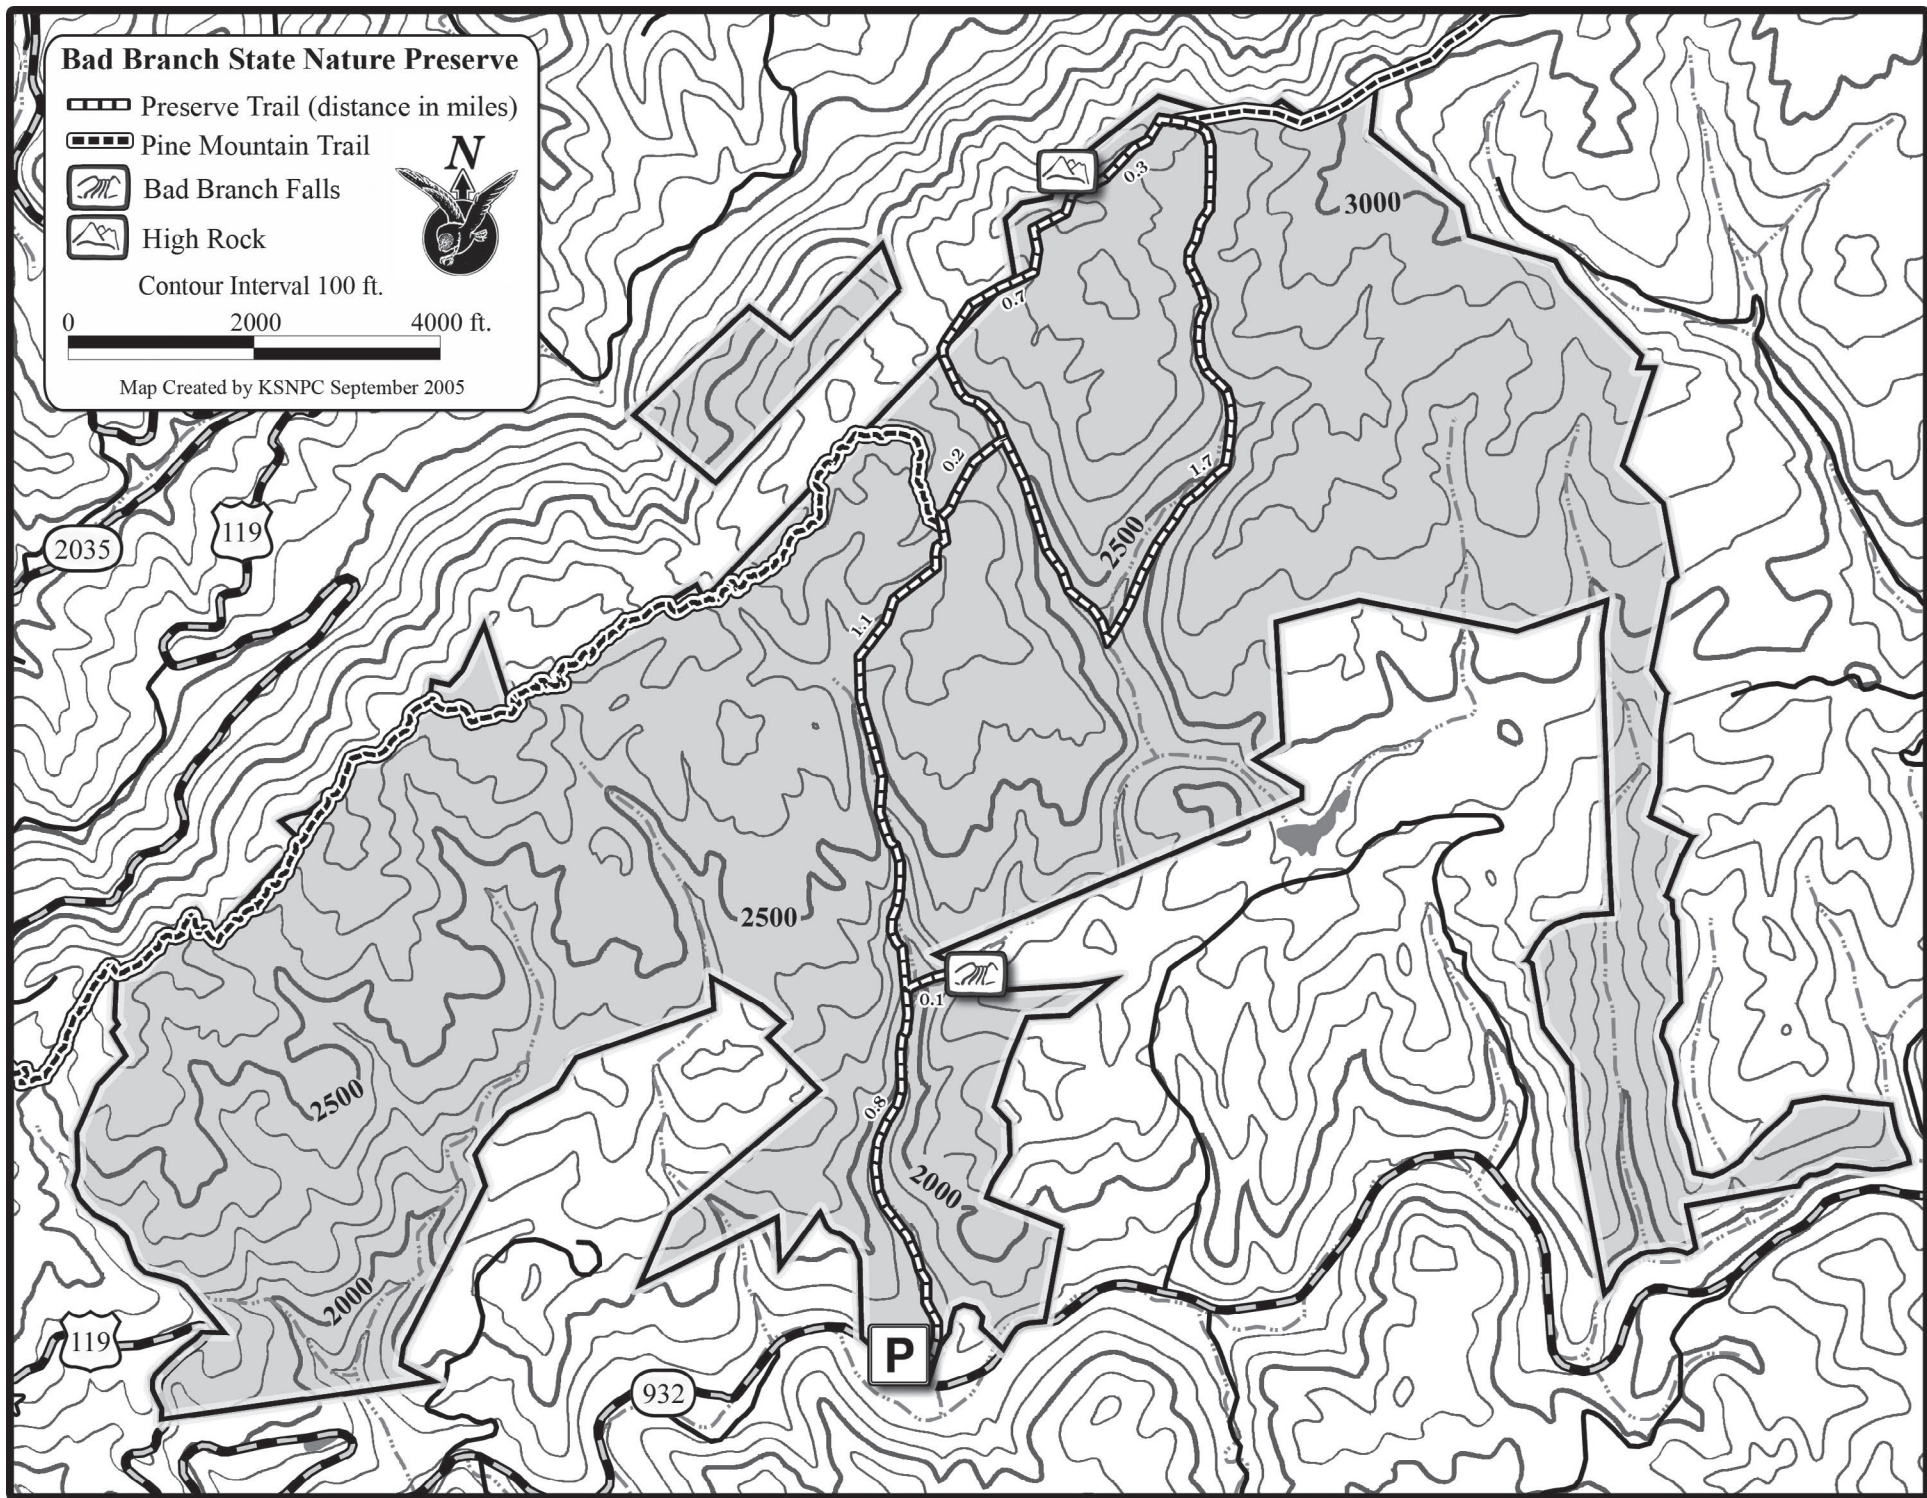 Bad Branch State Nature Preserve
Preserve Trail (distance in miles)
Pine Mountain Trail
N
Bad Branch Falls
High Rock
Contour Interval 100 ft.
0 2000 4000 ft.
Map Created by KSNPC September 2005
0.3
3000
0.7
0.2
1.7
119
2035
2500
1.1
2500
0.1
2500
0.8
2000
2000
119
P
932